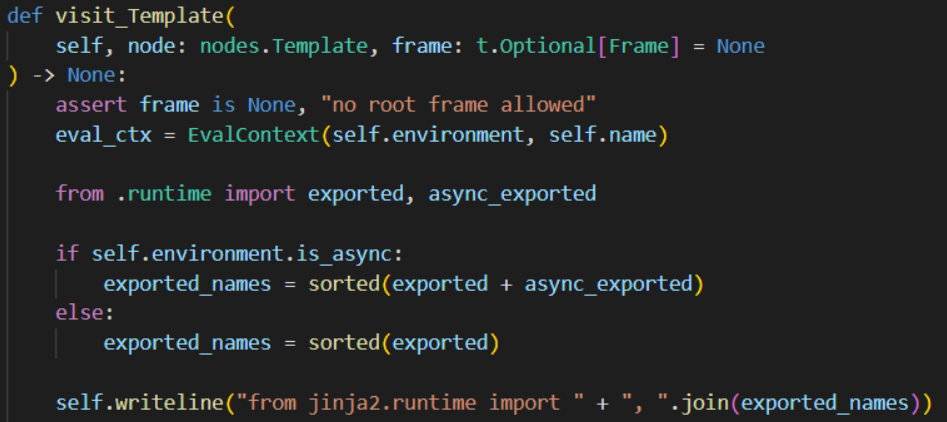 def visit_Template(
    self, node: nodes.Template, frame: t.Optional[Frame] = None
) -> None:
    assert frame is None, "no root frame allowed"
    eval_ctx = EvalContext(self.environment, self.name)

    from .runtime import exported, async_exported

    if self.environment.is_async:
        exported_names = sorted(exported + async_exported)
    else:
        exported_names = sorted(exported)

    self.writeline("from jinja2.runtime import " + ", ".join(exported_names))